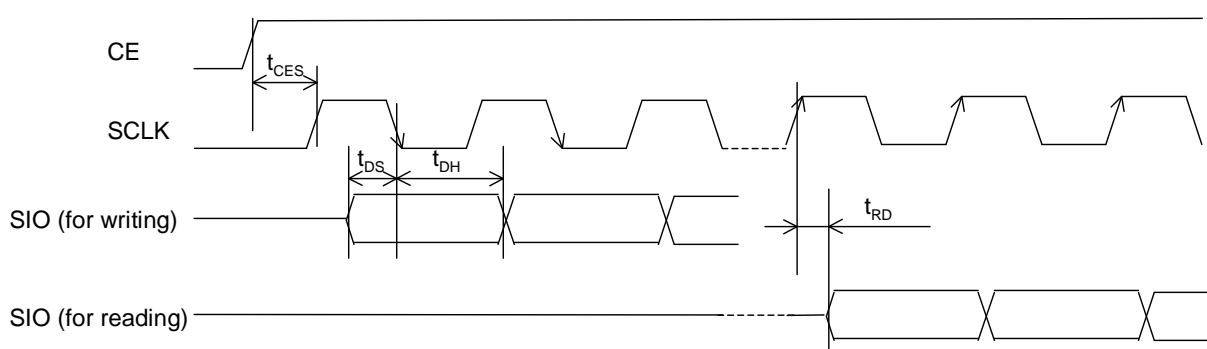 CE
tCES
SCLK
tDS
tDH
SIO (for writing)
tRD
SIO (for reading)